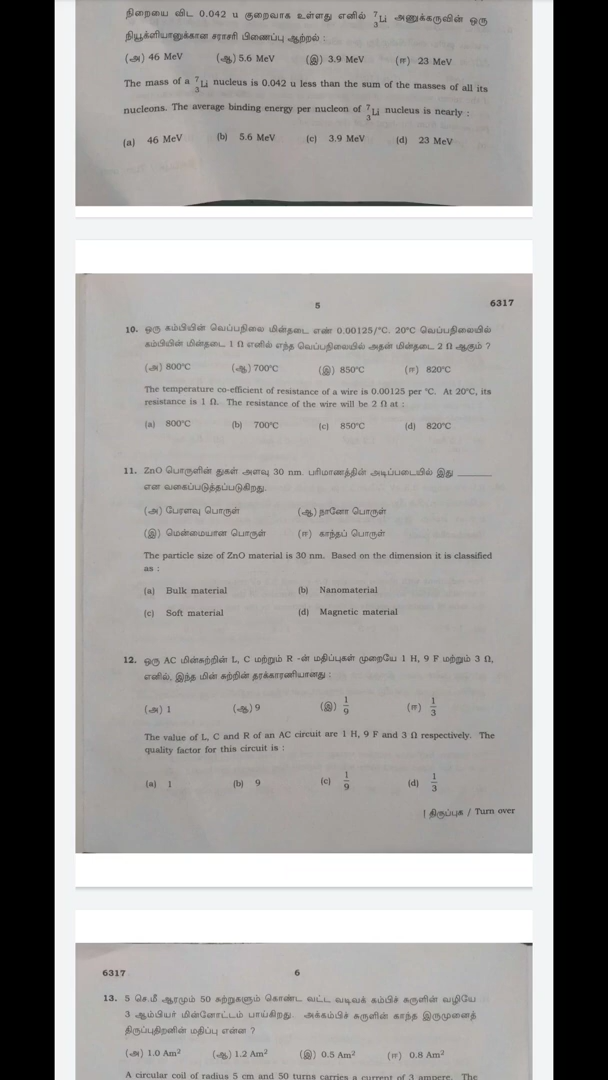 நிறையை விட 0.042 u குறைவாக உள்ளது எனில் ⁷₃Li அணுக்கருவின் ஒரு
நியூக்ளியானுக்கான சராசரி பிணைப்பு ஆற்றல் :
(அ) 46 MeV (ஆ) 5.6 MeV (இ) 3.9 MeV (ஈ) 23 MeV
The mass of a ⁷₃Li nucleus is 0.042 u less than the sum of the masses of all its
nucleons. The average binding energy per nucleon of ⁷₃Li nucleus is nearly :
(a) 46 MeV (b) 5.6 MeV (c) 3.9 MeV (d) 23 MeV
5 6317
10. ஒரு கம்பியின் வெப்பநிலை மின்தடை எண் 0.00125/°C. 20°C வெப்பநிலையில்
கம்பியின் மின்தடை 1 Ω எனில் எந்த வெப்பநிலையில் அதன் மின்தடை 2 Ω ஆகும் ?
(அ) 800°C (ஆ) 700°C (இ) 850°C (ஈ) 820°C
The temperature co-efficient of resistance of a wire is 0.00125 per °C. At 20°C, its
resistance is 1 Ω. The resistance of the wire will be 2 Ω at :
(a) 800°C (b) 700°C (c) 850°C (d) 820°C
11. ZnO பொருளின் துகள் அளவு 30 nm. பரிமாணத்தின் அடிப்படையில் இது ______
என வகைப்படுத்தப்படுகிறது.
(அ) பேரளவு பொருள் (ஆ) நானோ பொருள்
(இ) மென்மையான பொருள் (ஈ) காந்தப் பொருள்
The particle size of ZnO material is 30 nm. Based on the dimension it is classified
as :
(a) Bulk material (b) Nanomaterial
(c) Soft material (d) Magnetic material
12. ஒரு AC மின்சுற்றின் L, C மற்றும் R -ன் மதிப்புகள் முறையே 1 H, 9 F மற்றும் 3 Ω,
எனில், இந்த மின் சுற்றின் தரக்காரணியானது :
(அ) 1 (ஆ) 9 (இ) 1/9 (ஈ) 1/3
The value of L, C and R of an AC circuit are 1 H, 9 F and 3 Ω respectively. The
quality factor for this circuit is :
(a) 1 (b) 9 (c) 1/9 (d) 1/3
[ திருப்புக / Turn over
6317 6
13. 5 செ.மீ ஆரமும் 50 சுற்றுகளும் கொண்ட வட்ட வடிவக் கம்பிச் சுருளின் வழியே
3 ஆம்பியர் மின்னோட்டம் பாய்கிறது. அக்கம்பிச் சுருளின் காந்த இருமுனைத்
திருப்புதிறனின் மதிப்பு என்ன ?
(அ) 1.0 Am² (ஆ) 1.2 Am² (இ) 0.5 Am² (ஈ) 0.8 Am²
A circular coil of radius 5 cm and 50 turns carries a current of 3 ampere. The